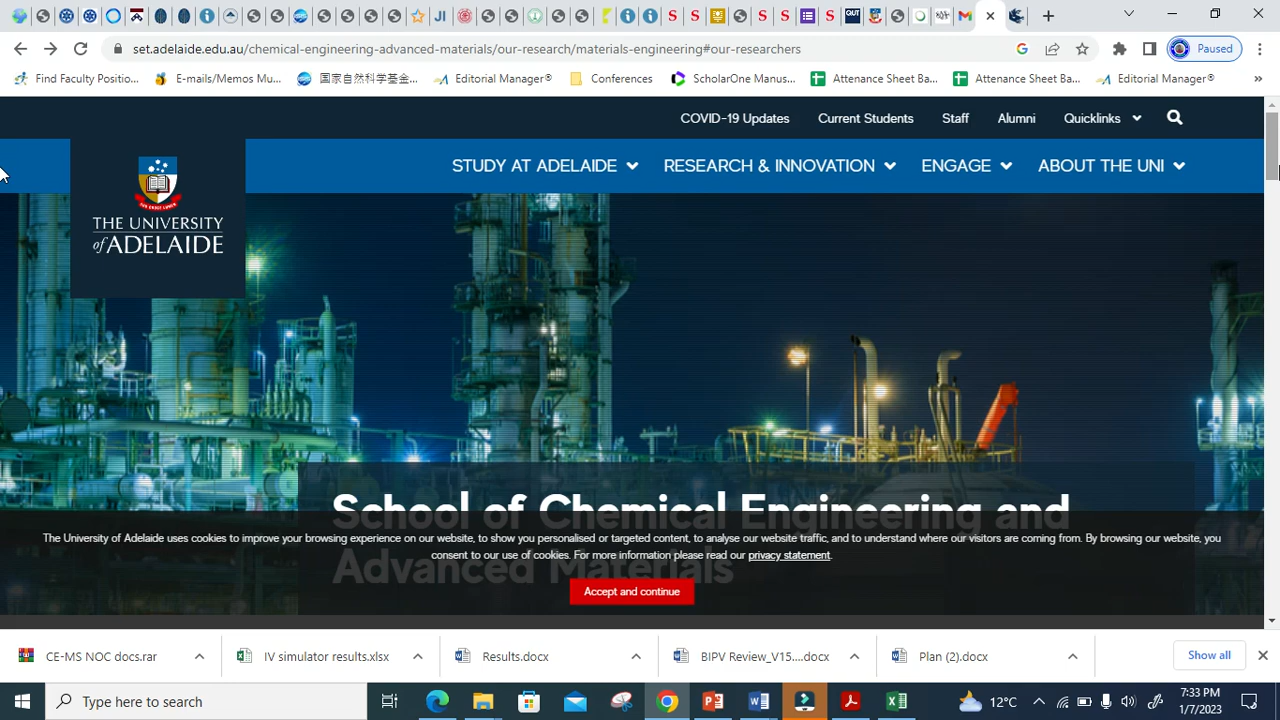 JI
QUT
set.adelaide.edu.au/chemical-engineering-advanced-materials/our-research/materials-engineering#our-researchers
Paused
Find Faculty Positio...
E-mails/Memos Mu...
国家自然科学基金...
Editorial Manager®
Conferences
ScholarOne Manus...
Attenance Sheet Ba...
Attenance Sheet Ba...
Editorial Manager®
»
COVID-19 Updates
Current Students
Staff
Alumni
Quicklinks
STUDY AT ADELAIDE
RESEARCH & INNOVATION
ENGAGE
ABOUT THE UNI
THE UNIVERSITY
of ADELAIDE
School of Chemical Engineering and
Advanced Materials
The University of Adelaide uses cookies to improve your browsing experience on our website, to show you personalised or targeted content, to analyse our website traffic, and to understand where our visitors are coming from. By browsing our website, you
consent to our use of cookies. For more information please read our privacy statement.
Accept and continue
CE-MS NOC docs.rar
IV simulator results.xlsx
Results.docx
BIPV Review_V15....docx
Plan (2).docx
Show all
Type here to search
12°C
7:33 PM
1/7/2023